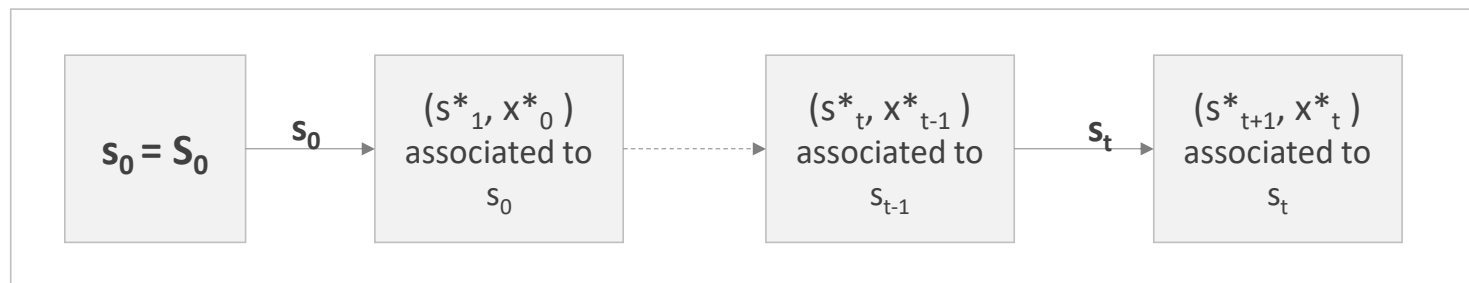 s₀ = S₀
s₀
(s*₁, x*₀ )
associated to
s₀
(s*ₜ, x*ₜ₋₁ )
associated to
sₜ₋₁
sₜ
(s*ₜ₊₁, x*ₜ )
associated to
sₜ